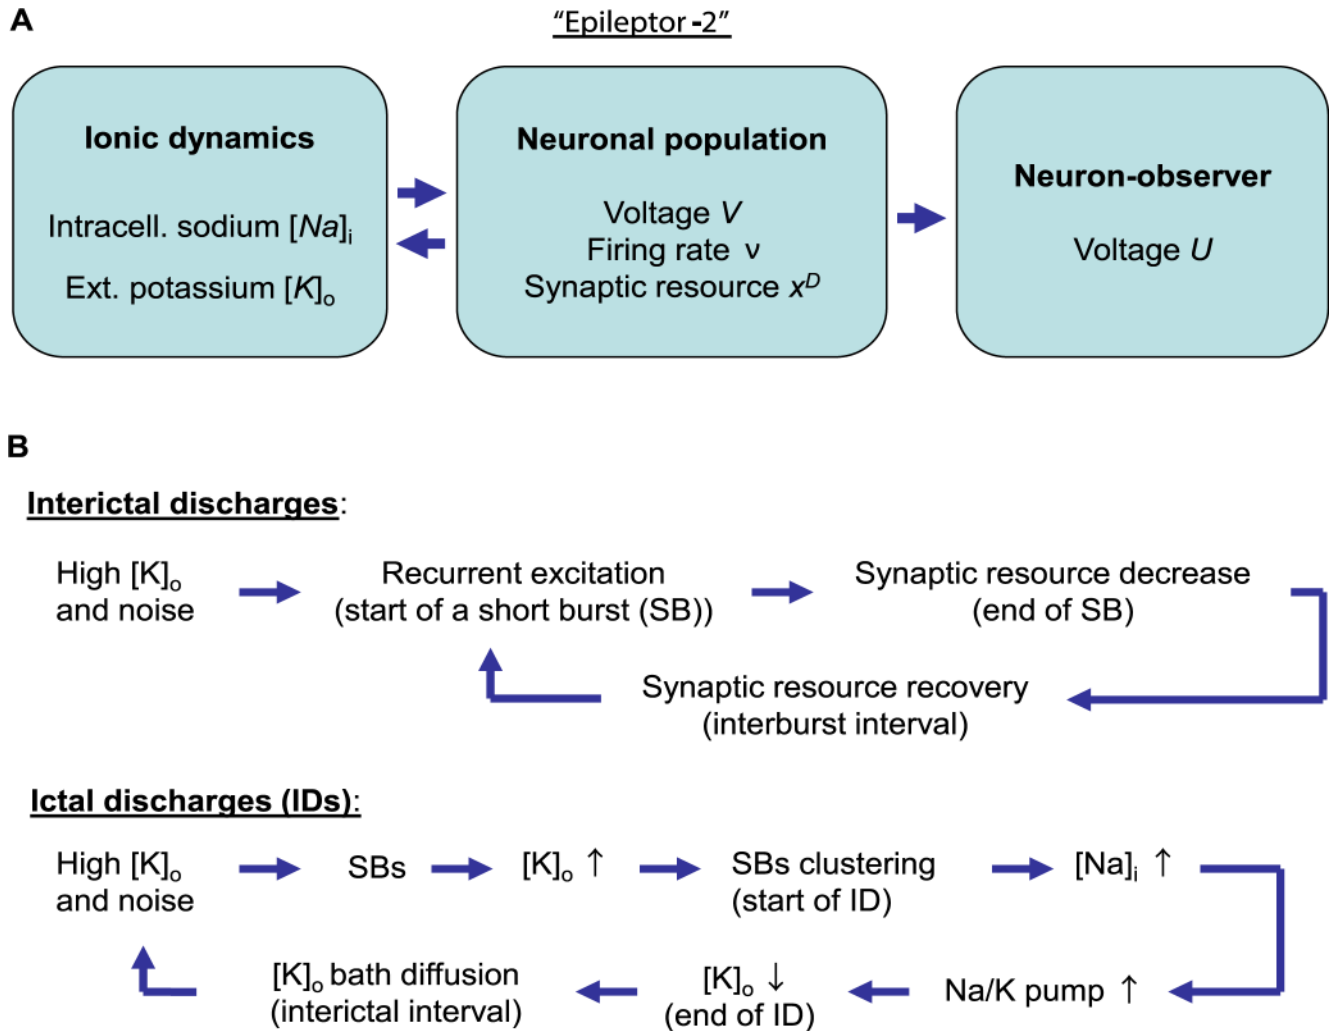 A
“Epileptor-2”
Ionic dynamics
Intracell. sodium [Na]i
Ext. potassium [K]o
Neuronal population
Voltage V
Firing rate ν
Synaptic resource xD
Neuron-observer
Voltage U
B
Interictal discharges:
High [K]o
and noise
Recurrent excitation
(start of a short burst (SB))
Synaptic resource decrease
(end of SB)
Synaptic resource recovery
(interburst interval)
Ictal discharges (IDs):
High [K]o
and noise
SBs
[K]o ↑
SBs clustering
(start of ID)
[Na]i ↑
Na/K pump ↑
[K]o ↓
(end of ID)
[K]o bath diffusion
(interictal interval)